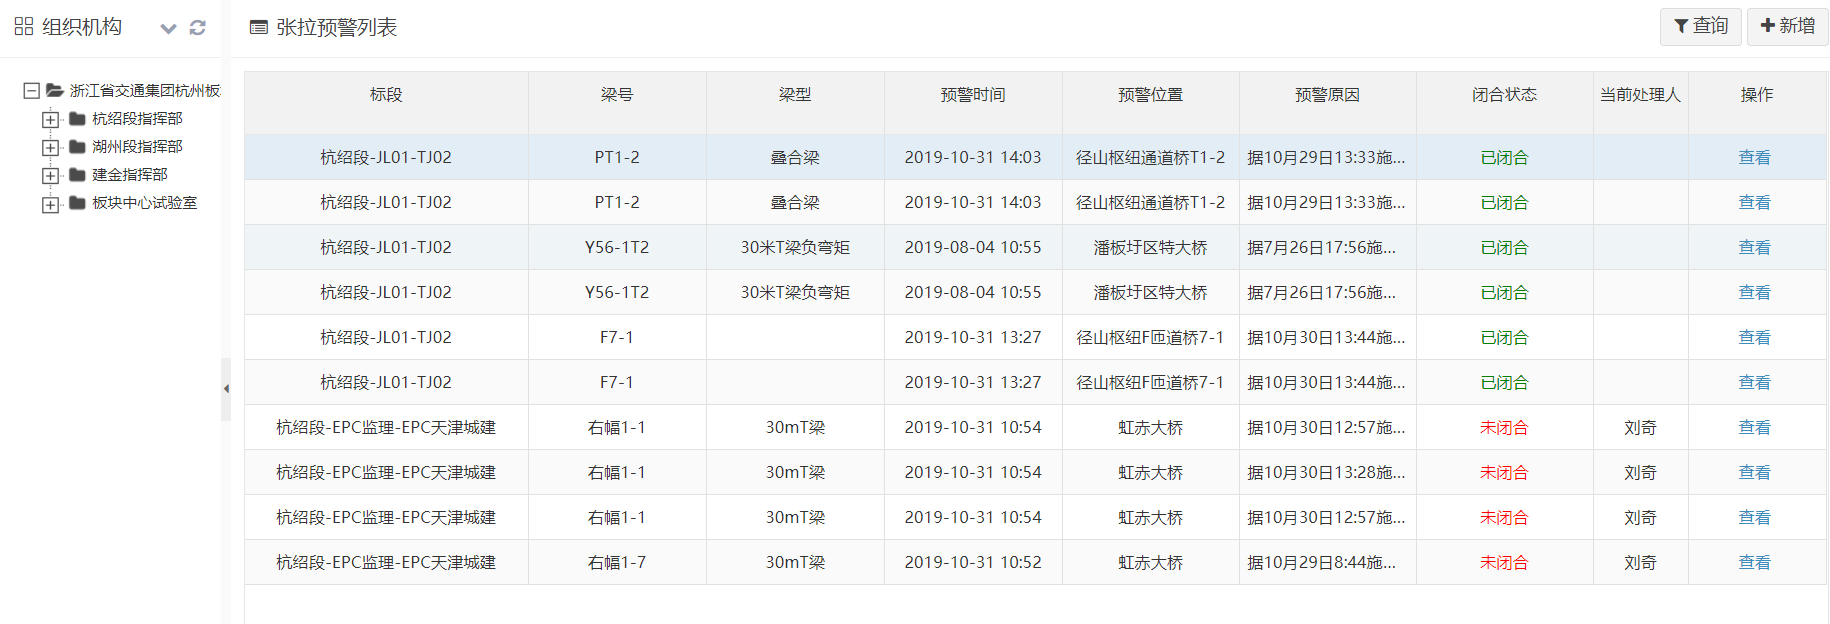 组织机构
浙江省交通集团杭州板
杭绍段指挥部
湖州段指挥部
建金指挥部
板块中心试验室
张拉预警列表
查询 新增
标段 梁号 梁型 预警时间 预警位置 预警原因 闭合状态 当前处理人 操作
杭绍段-JL01-TJ02 PT1-2 叠合梁 2019-10-31 14:03 径山枢纽通道桥T1-2 据10月29日13:33施... 已闭合 查看
杭绍段-JL01-TJ02 PT1-2 叠合梁 2019-10-31 14:03 径山枢纽通道桥T1-2 据10月29日13:33施... 已闭合 查看
杭绍段-JL01-TJ02 Y56-1T2 30米T梁负弯矩 2019-08-04 10:55 潘板圩区特大桥 据7月26日17:56施... 已闭合 查看
杭绍段-JL01-TJ02 Y56-1T2 30米T梁负弯矩 2019-08-04 10:55 潘板圩区特大桥 据7月26日17:56施... 已闭合 查看
杭绍段-JL01-TJ02 F7-1 2019-10-31 13:27 径山枢纽F匝道桥7-1 据10月30日13:44施... 已闭合 查看
杭绍段-JL01-TJ02 F7-1 2019-10-31 13:27 径山枢纽F匝道桥7-1 据10月30日13:44施... 已闭合 查看
杭绍段-EPC监理-EPC天津城建 右幅1-1 30mT梁 2019-10-31 10:54 虹赤大桥 据10月30日12:57施... 未闭合 刘奇 查看
杭绍段-EPC监理-EPC天津城建 右幅1-1 30mT梁 2019-10-31 10:54 虹赤大桥 据10月30日13:28施... 未闭合 刘奇 查看
杭绍段-EPC监理-EPC天津城建 右幅1-1 30mT梁 2019-10-31 10:54 虹赤大桥 据10月30日12:57施... 未闭合 刘奇 查看
杭绍段-EPC监理-EPC天津城建 右幅1-7 30mT梁 2019-10-31 10:52 虹赤大桥 据10月29日8:44施... 未闭合 刘奇 查看